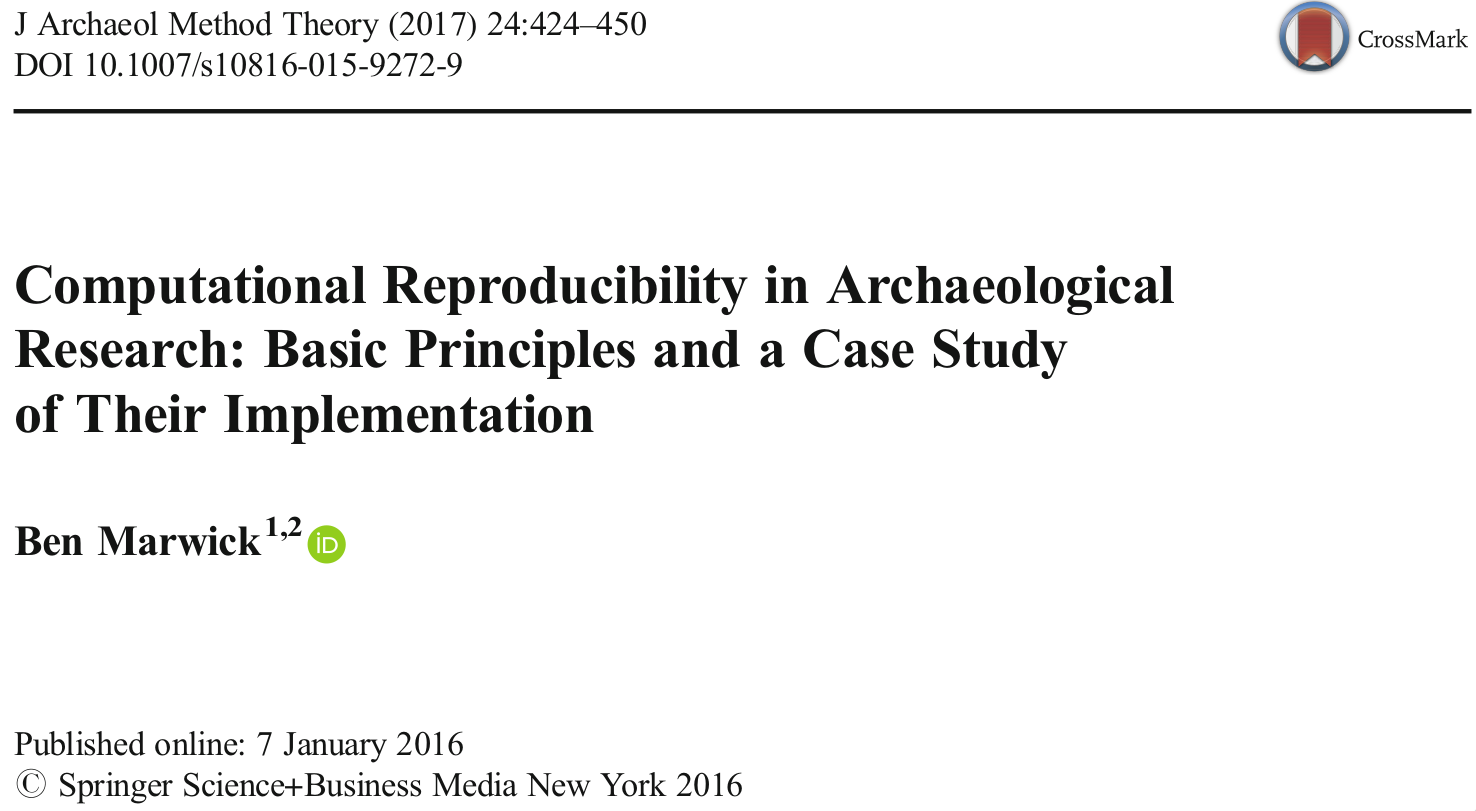 J Archaeol Method Theory (2017) 24:424–450
DOI 10.1007/s10816-015-9272-9
CrossMark
Computational Reproducibility in Archaeological
Research: Basic Principles and a Case Study
of Their Implementation
Ben Marwick1,2 iD
Published online: 7 January 2016
© Springer Science+Business Media New York 2016